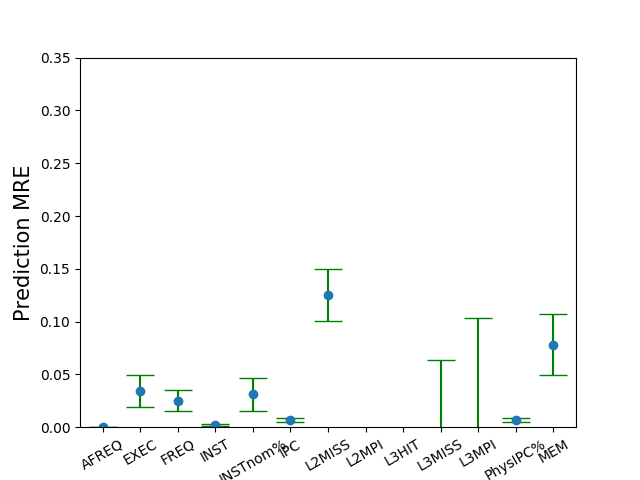 0.35
0.30
0.25
0.20
0.15
0.10
0.05
0.00
Prediction MRE
AFREQ
EXEC
FREQ
INST
INSTnom%
IPC
L2MISS
L2MPI
L3HIT
L3MISS
L3MPI
PhysIPC%
MEM